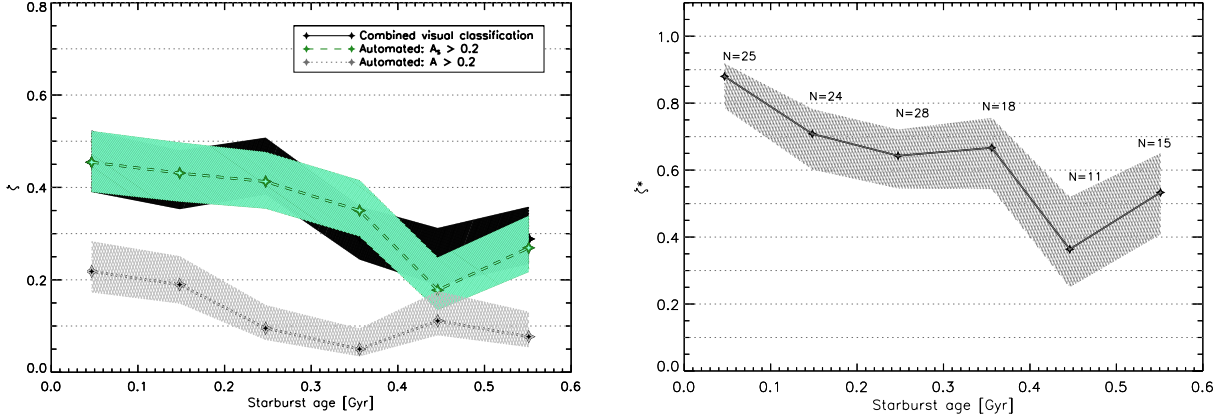 Combined visual classification
Automated: As > 0.2
Automated: A > 0.2
0.8
0.6
0.4
0.2
0.0
ζ
0.0 0.1 0.2 0.3 0.4 0.5 0.6
Starburst age [Gyr]
1.0
0.8
0.6
0.4
0.2
0.0
ζ*
N=25
N=24
N=28
N=18
N=11
N=15
0.0 0.1 0.2 0.3 0.4 0.5 0.6
Starburst age [Gyr]